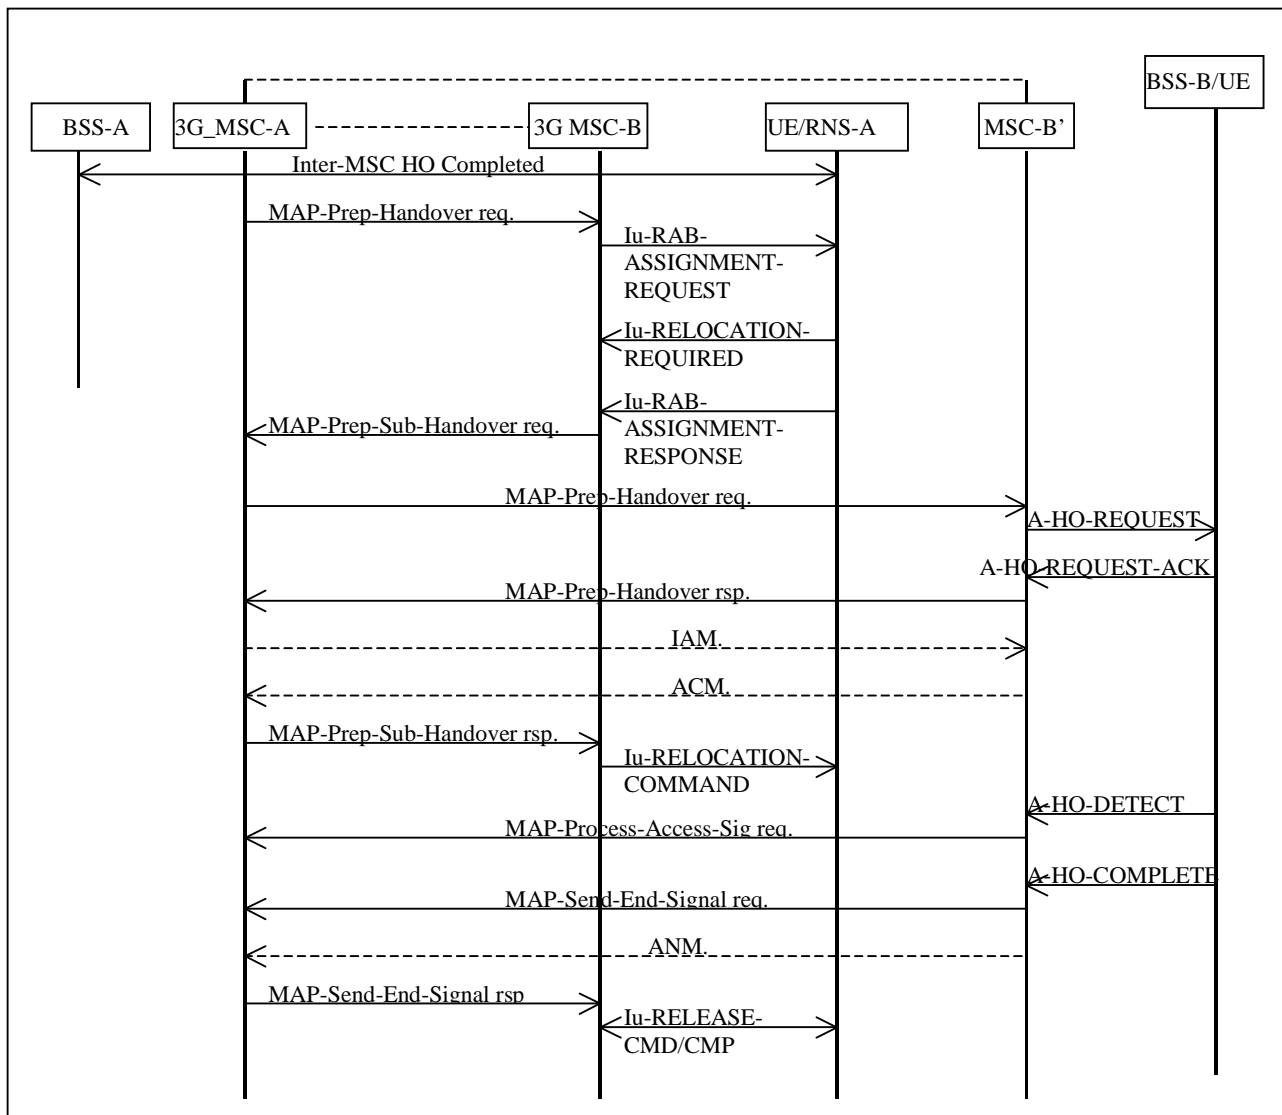 BSS-B/UE
BSS-A
3G_MSC-A
3G MSC-B
UE/RNS-A
MSC-B’
Inter-MSC HO Completed
MAP-Prep-Handover req.
Iu-RAB-
ASSIGNMENT-
REQUEST
Iu-RELOCATION-
REQUIRED
Iu-RAB-
ASSIGNMENT-
RESPONSE
MAP-Prep-Sub-Handover req.
MAP-Prep-Handover req.
A-HO-REQUEST
A-HO-REQUEST-ACK
MAP-Prep-Handover rsp.
IAM.
ACM.
MAP-Prep-Sub-Handover rsp.
Iu-RELOCATION-
COMMAND
A-HO-DETECT
MAP-Process-Access-Sig req.
A-HO-COMPLETE
MAP-Send-End-Signal req.
ANM.
MAP-Send-End-Signal rsp
Iu-RELEASE-
CMD/CMP